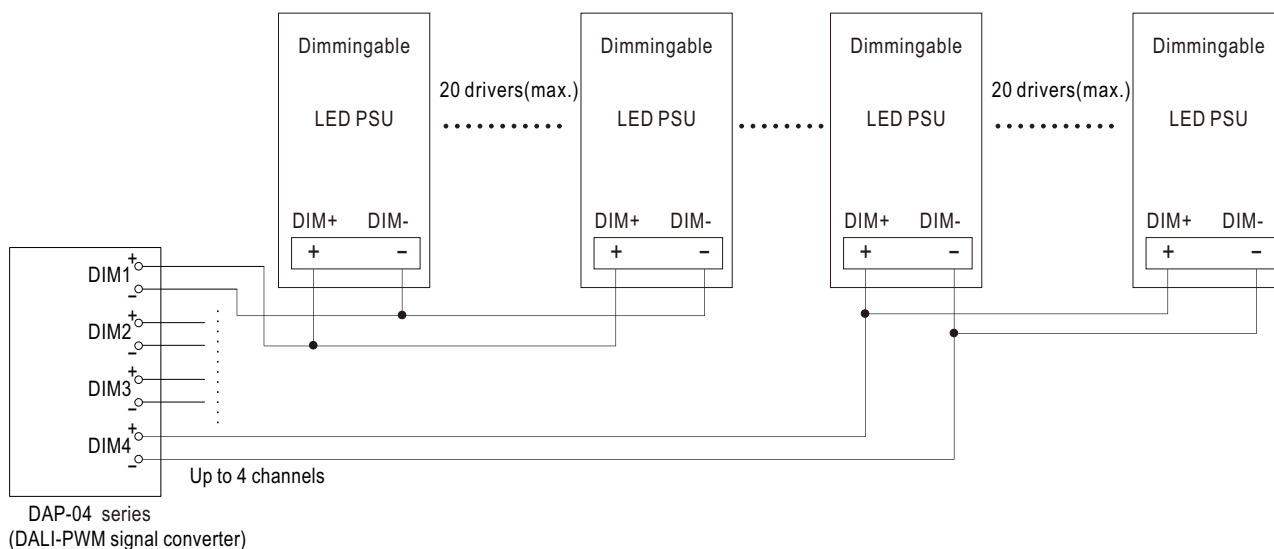 Dimmingable
Dimmingable
Dimmingable
Dimmingable
20 drivers(max.)
20 drivers(max.)
LED PSU
LED PSU
LED PSU
LED PSU
DIM+ DIM-
DIM+ DIM-
DIM+ DIM-
DIM+ DIM-
+ −
+ −
+ −
+ −
DIM1 + −
DIM2 + −
DIM3 + −
DIM4 + −
Up to 4 channels
DAP-04 series
(DALI-PWM signal converter)